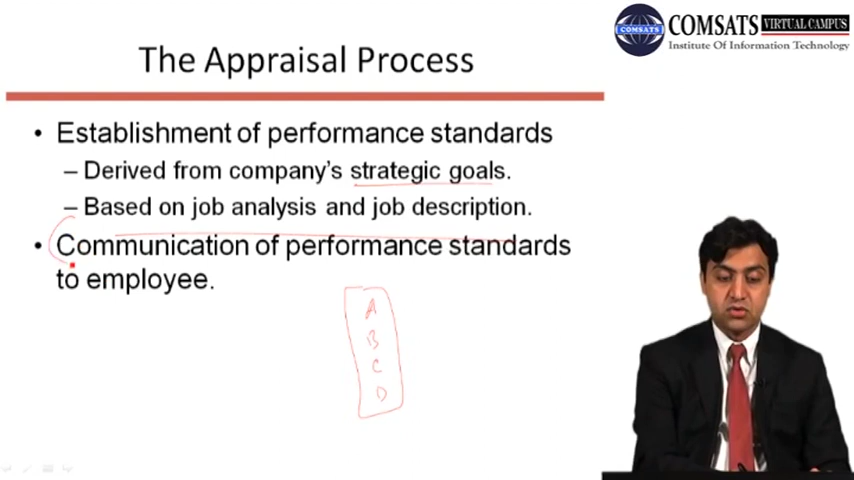 COMSATS
COMSATS VIRTUAL CAMPUS
Institute Of Information Technology
The Appraisal Process
• Establishment of performance standards
– Derived from company's strategic goals.
– Based on job analysis and job description.
• Communication of performance standards
to employee.
A
B
C
D